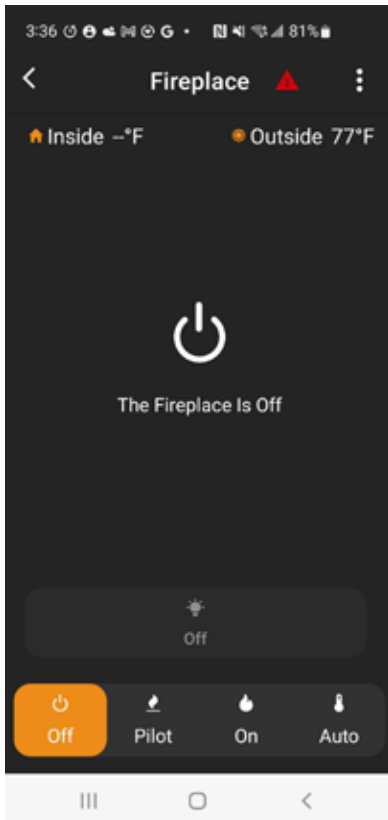 3:36 G 81%
Fireplace
Inside --°F Outside 77°F
The Fireplace Is Off
Off
Off Pilot On Auto